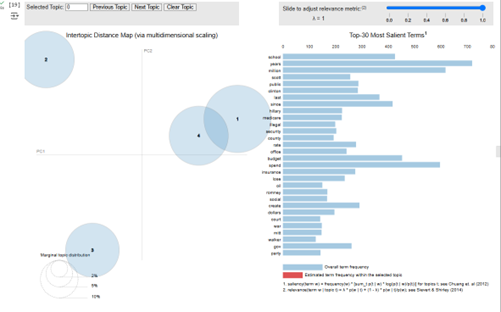 [19]
Selected Topic: 0 Previous Topic Next Topic Clear Topic
Slide to adjust relevance metric:(2)
λ = 1
0.0 0.2 0.4 0.6 0.8 1.0
Intertopic Distance Map (via multidimensional scaling)
PC2
PC1
2
1
4
3
Marginal topic distribution
2%
5%
10%
Top-30 Most Salient Terms
0 100 200 300 400 500 600 700
school
years
million
scott
public
clinton
rest
since
military
medicare
illegal
security
county
rate
office
budget
spend
insurance
loss
oil
romney
social
create
dollars
court
war
mitt
walker
gov
party
Overall term frequency
Estimated term frequency within the selected topic
1. saliency(term w) = frequency(w) * [sum_t p(t | w) * log(p(t | w)/p(t))] for topics t; see Chuang et. al (2012)
2. relevance(term w | topic t) = λ * p(w | t) + (1 - λ) * p(w | t)/p(w); see Sievert & Shirley (2014)